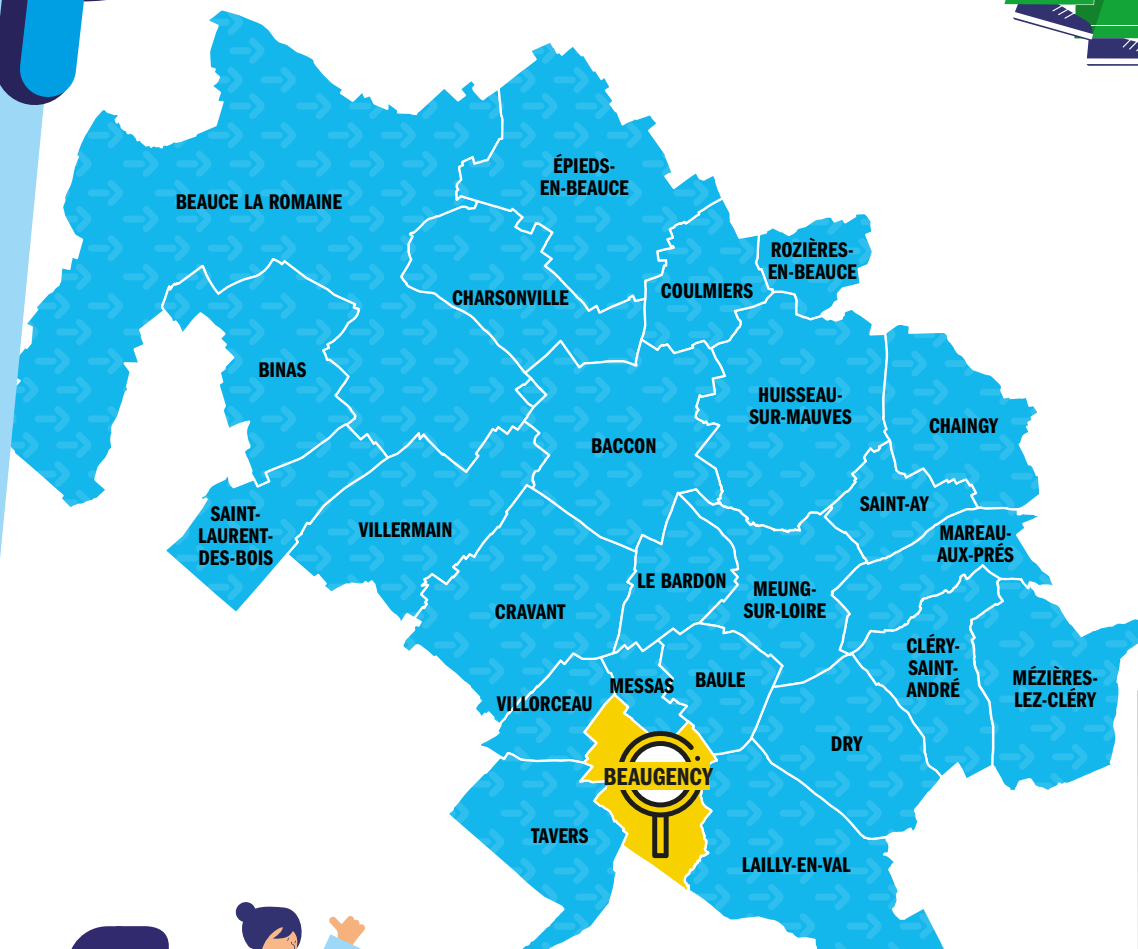 ÉPIEDS-
EN-BEAUCE
BEAUCE LA ROMAINE
ROZIÈRES-
EN-BEAUCE
COULMIERS
CHARSONVILLE
BINAS
HUISSEAU-
SUR-MAUVES
CHAINGY
BACCON
SAINT-AY
SAINT-
LAURENT-
DES-BOIS
VILLERMAIN
MAREAU-
AUX-PRÉS
LE BARDON
MEUNG-
SUR-LOIRE
CRAVANT
CLÉRY-
SAINT-
ANDRÉ
MESSAS
BAULE
MÉZIÈRES-
LEZ-CLÉRY
VILLORCEAU
DRY
BEAUGENCY
TAVERS
LAILLY-EN-VAL